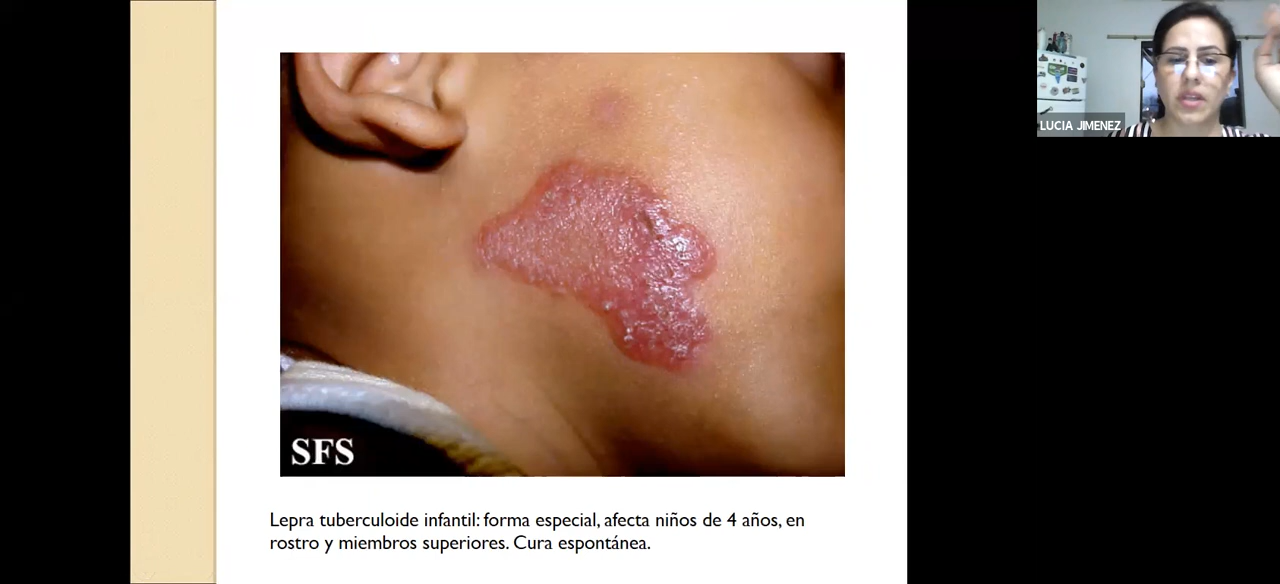 LUCIA JIMENEZ
SFS
Lepra tuberculoide infantil: forma especial, afecta niños de 4 años, en
rostro y miembros superiores. Cura espontánea.